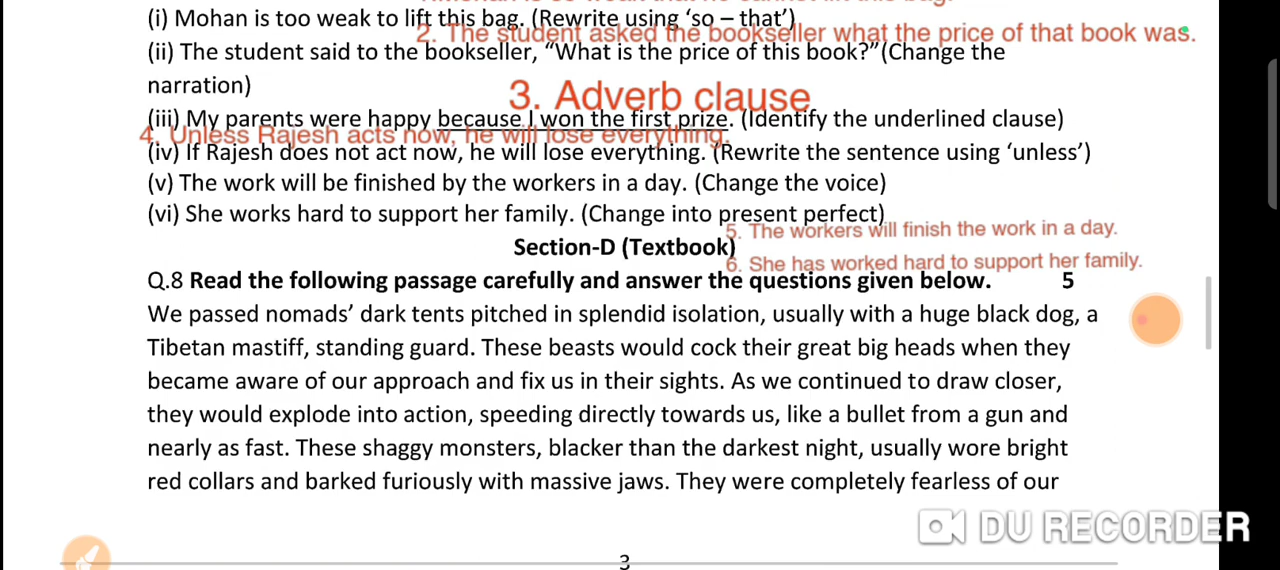 (i) Mohan is too weak to lift this bag. (Rewrite using ‘so – that’)
2. The student asked the bookseller what the price of that book was.
(ii) The student said to the bookseller, “What is the price of this book?”(Change the
narration)
3. Adverb clause
(iii) My parents were happy because I won the first prize. (Identify the underlined clause)
4. Unless Rajesh acts now, he will lose everything.
(iv) If Rajesh does not act now, he will lose everything. (Rewrite the sentence using ‘unless’)
(v) The work will be finished by the workers in a day. (Change the voice)
(vi) She works hard to support her family. (Change into present perfect)
5. The workers will finish the work in a day.
Section-D (Textbook)
6. She has worked hard to support her family.
Q.8 Read the following passage carefully and answer the questions given below. 5
We passed nomads’ dark tents pitched in splendid isolation, usually with a huge black dog, a
Tibetan mastiff, standing guard. These beasts would cock their great big heads when they
became aware of our approach and fix us in their sights. As we continued to draw closer,
they would explode into action, speeding directly towards us, like a bullet from a gun and
nearly as fast. These shaggy monsters, blacker than the darkest night, usually wore bright
red collars and barked furiously with massive jaws. They were completely fearless of our
DU RECORDER
3